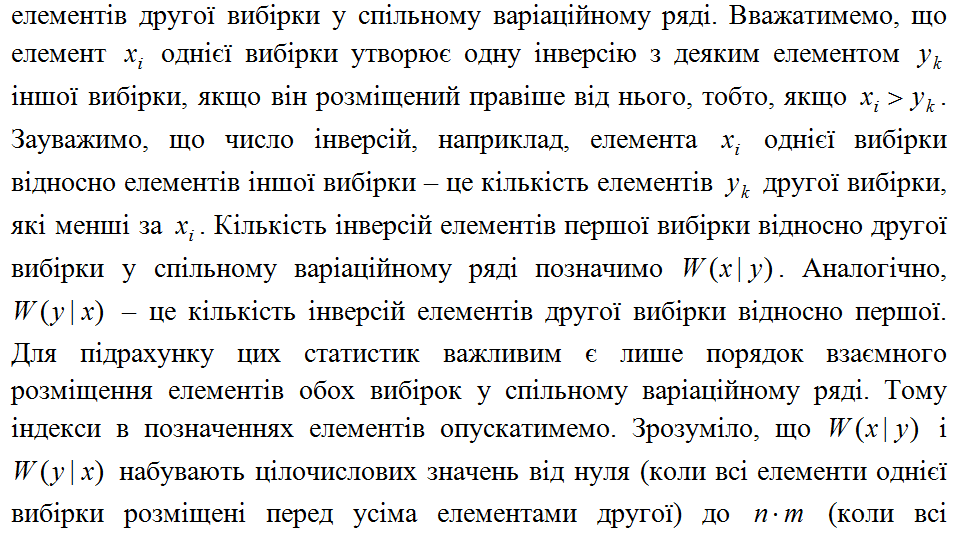 елементів другої вибірки у спільному варіаційному ряді. Вважатимемо, що
елемент x_i однієї вибірки утворює одну інверсію з деяким елементом y_k
іншої вибірки, якщо він розміщений правіше від нього, тобто, якщо x_i > y_k.
Зауважимо, що число інверсій, наприклад, елемента x_i однієї вибірки
відносно елементів іншої вибірки – це кількість елементів y_k другої вибірки,
які менші за x_i. Кількість інверсій елементів першої вибірки відносно другої
вибірки у спільному варіаційному ряді позначимо W(x | y). Аналогічно,
W(y | x) – це кількість інверсій елементів другої вибірки відносно першої.
Для підрахунку цих статистик важливим є лише порядок взаємного
розміщення елементів обох вибірок у спільному варіаційному ряді. Тому
індекси в позначеннях елементів опускатимемо. Зрозуміло, що W(x | y) і
W(y | x) набувають цілочислових значень від нуля (коли всі елементи однієї
вибірки розміщені перед усіма елементами другої) до n · m (коли всі